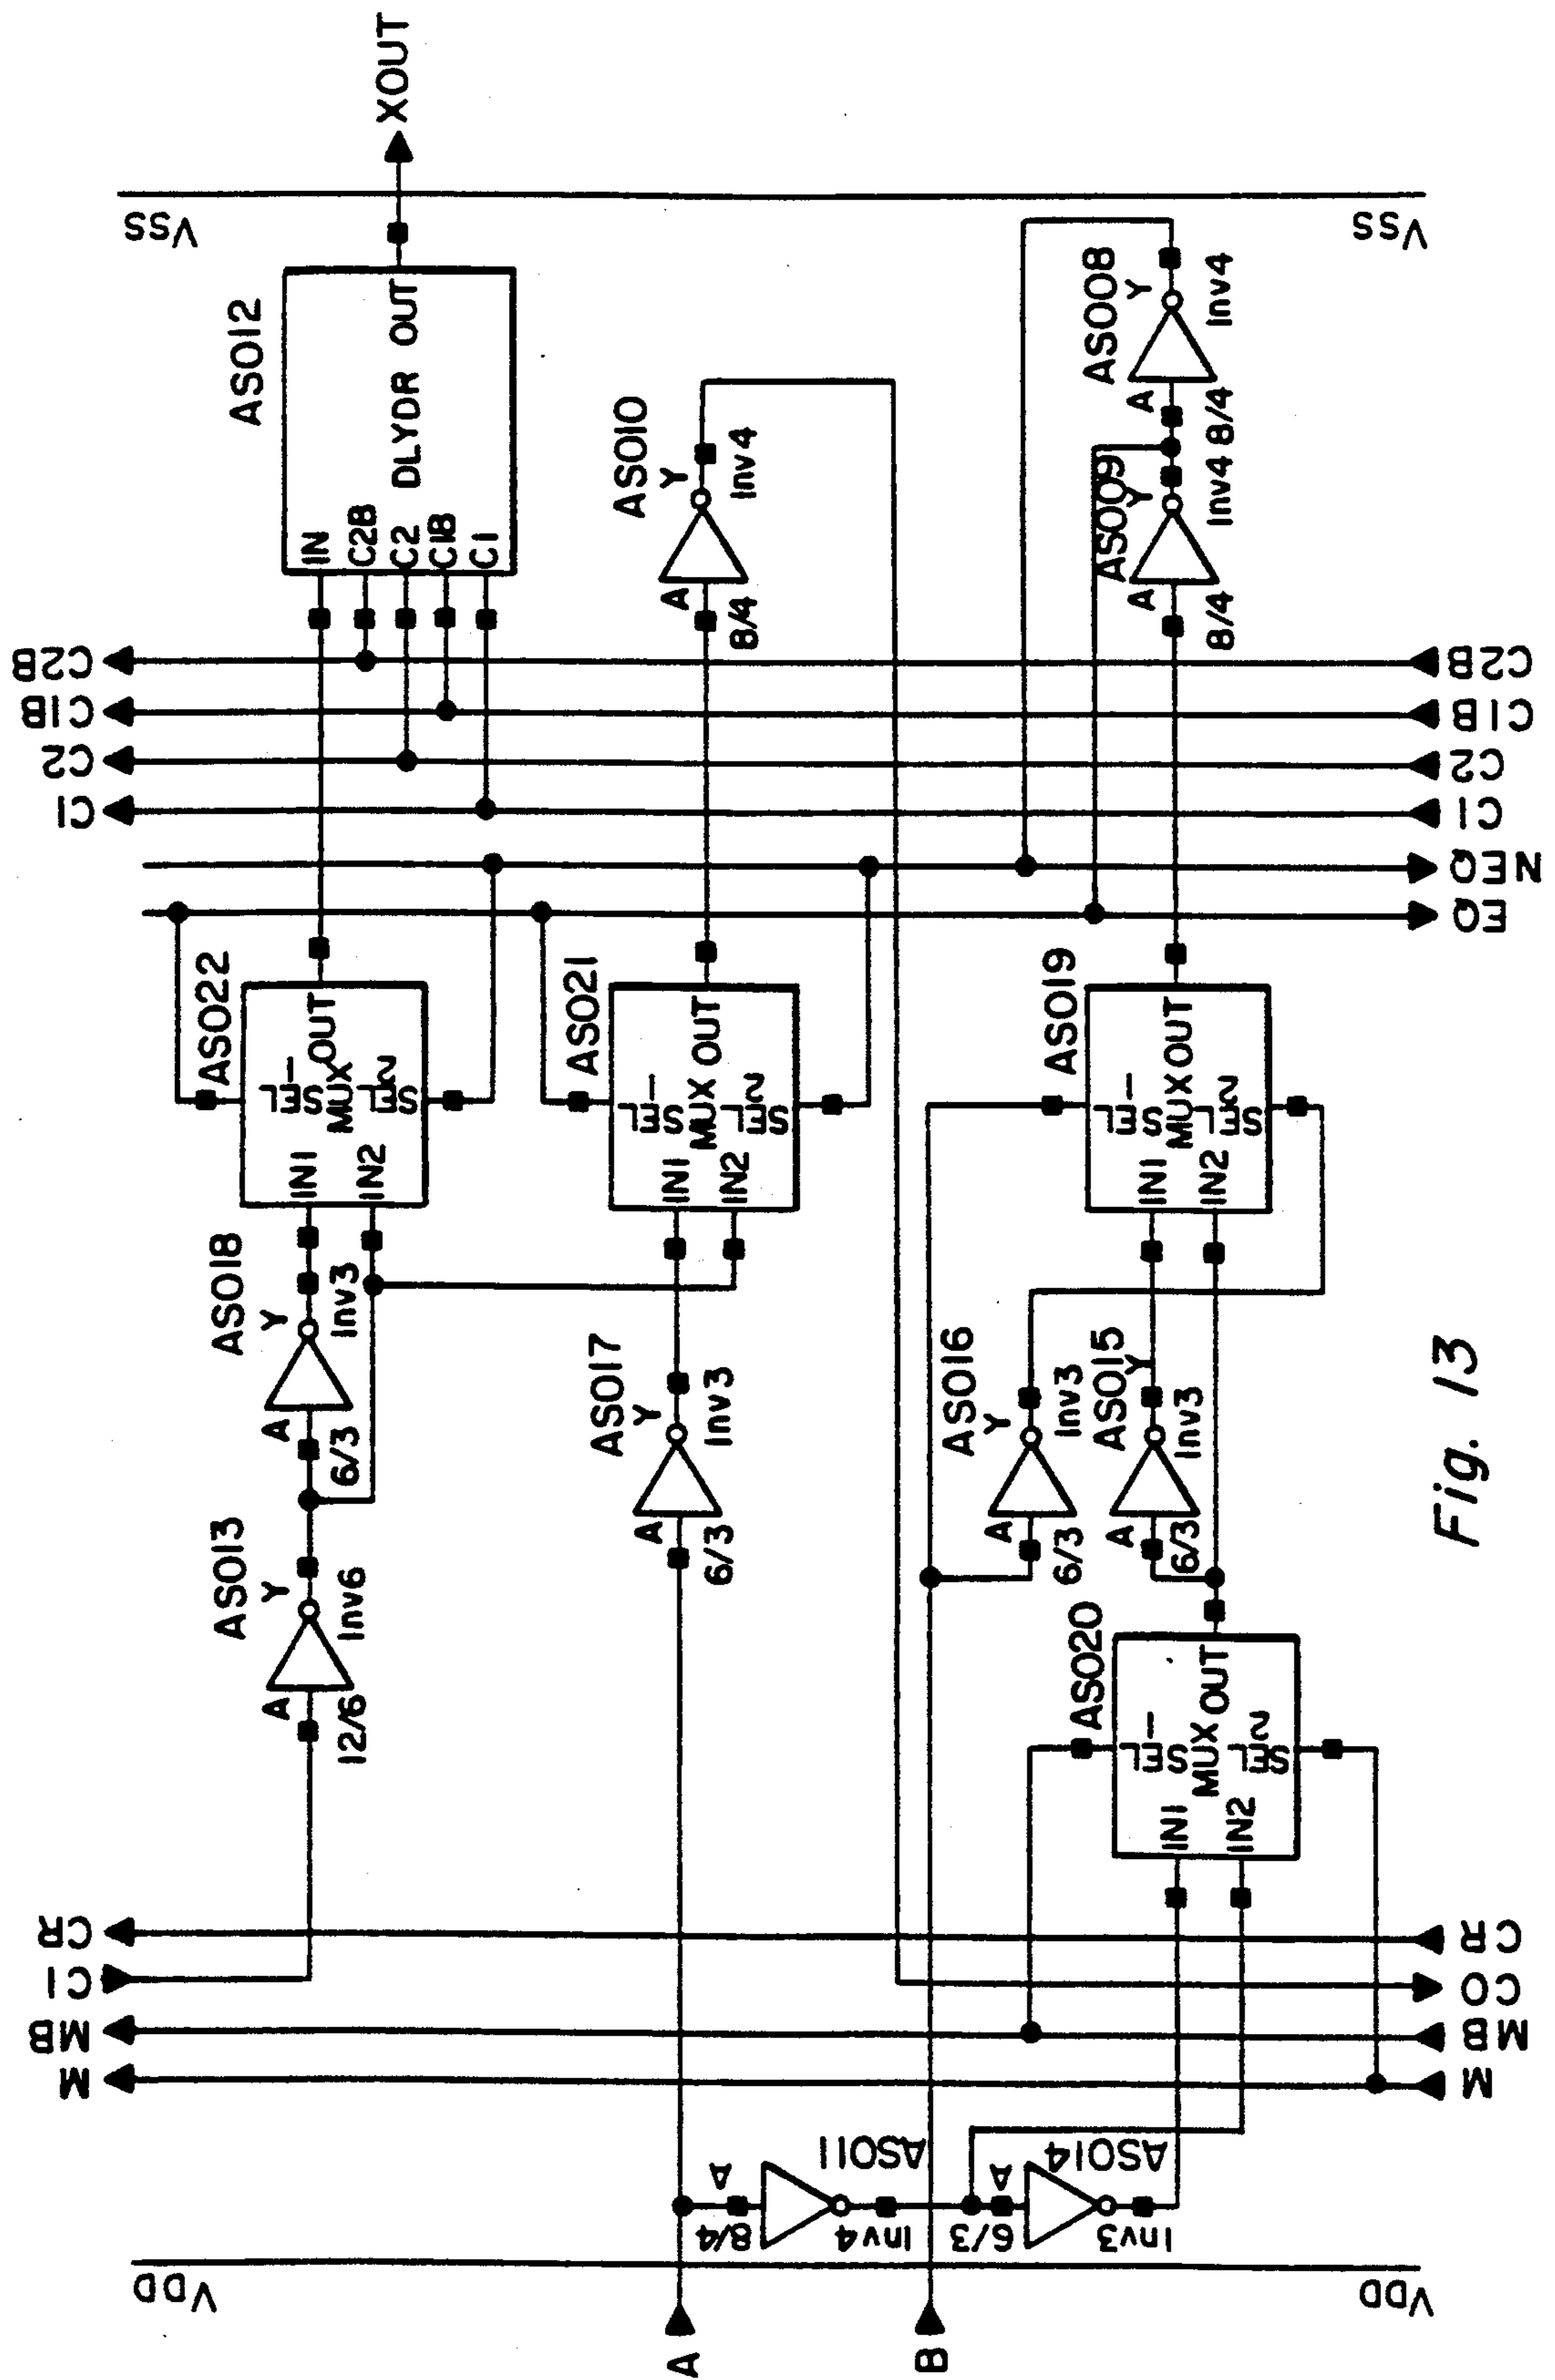 C1 C2 C1B C2B
CI CR
M MB
VDD
VSS
XOUT
AS013
A
Y
12/6
Inv6
AS018
A
Y
6/3
Inv3
AS022
IN1
IN2
SEL1
MUX
SEL2
OUT
AS012
IN
C2B
C2
C1B
C1
DLYDR OUT
A
AS017
A
Y
6/3
Inv3
AS021
IN1
IN2
SEL1
MUX OUT
SEL2
AS010
A
Y
8/4
Inv4
AS011
A
8/4
Inv4
B
AS014
A
6/3
Inv3
AS020
IN1
IN2
SEL1
MUX
SEL2
OUT
AS016
A
Y
6/3
Inv3
AS015
A
Y
6/3
Inv3
AS019
IN1
IN2
SEL1
MUX OUT
SEL2
AS009
A
Y
8/4
Inv4
AS008
A
Y
8/4
Inv4
VDD
M MB CO CR
EQ NEQ C1 C2 C1B C2B
VSS
Fig. 13